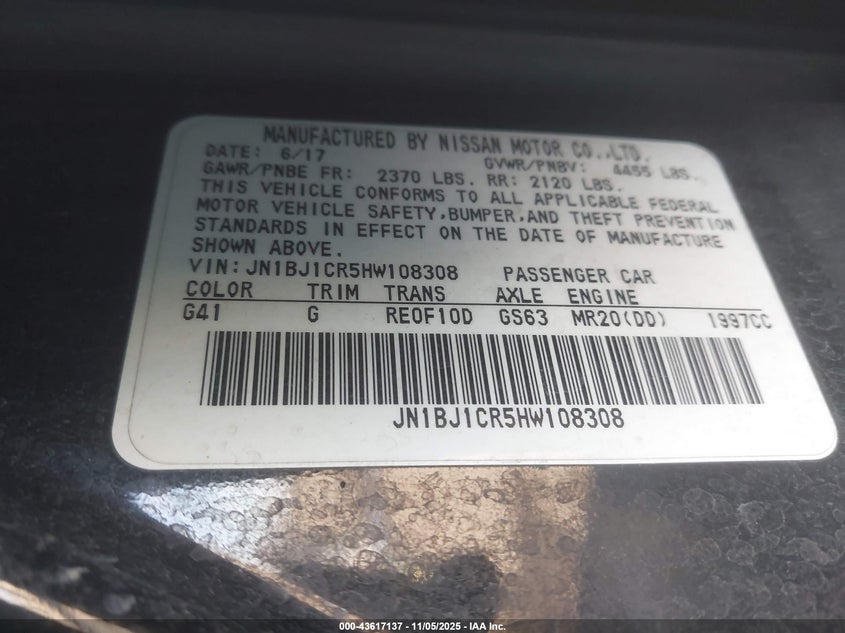 MANUFACTURED BY NISSAN MOTOR CO.,LTD.
DATE: 6/17 GVWR/PNBV: 4455 LBS.
GAWR/PNBE FR: 2370 LBS. RR: 2120 LBS.
THIS VEHICLE CONFORMS TO ALL APPLICABLE FEDERAL
MOTOR VEHICLE SAFETY,BUMPER,AND THEFT PREVENTION
STANDARDS IN EFFECT ON THE DATE OF MANUFACTURE
SHOWN ABOVE.
VIN:JN1BJ1CR5HW108308 PASSENGER CAR
COLOR TRIM TRANS AXLE ENGINE
G41 G RE0F10D GS63 MR20(DD) 1997CC
JN1BJ1CR5HW108308
000-43617137 - 11/05/2025 - IAA Inc.